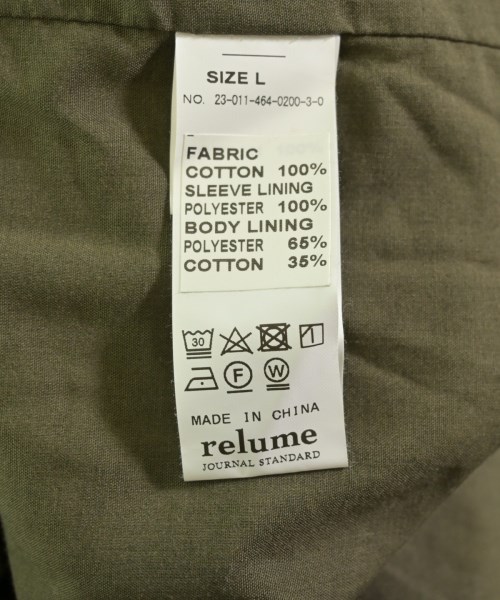 SIZE L
NO. 23-011-464-0200-3-0
FABRIC
COTTON 100%
SLEEVE LINING
POLYESTER 100%
BODY LINING
POLYESTER 65%
COTTON 35%
30
F W
MADE IN CHINA
relume
JOURNAL STANDARD